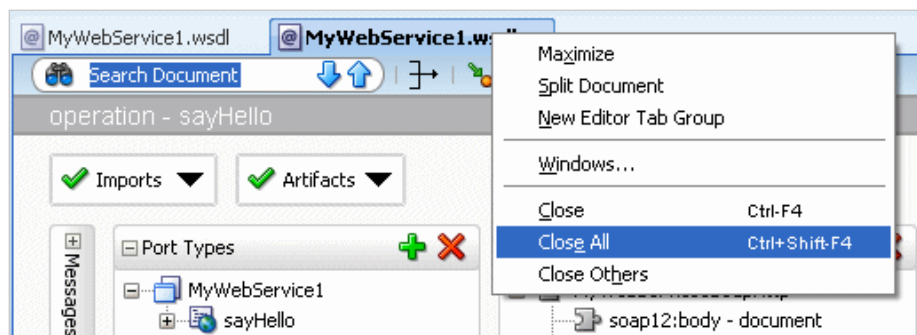 MyWebService1.wsdl
MyWebService1.w
Search Document
operation - sayHello
Imports
Artifacts
Messages
Port Types
MyWebService1
sayHello
Maximize
Split Document
New Editor Tab Group
Windows...
Close Ctrl-F4
Close All Ctrl+Shift-F4
Close Others
soap12:body - document